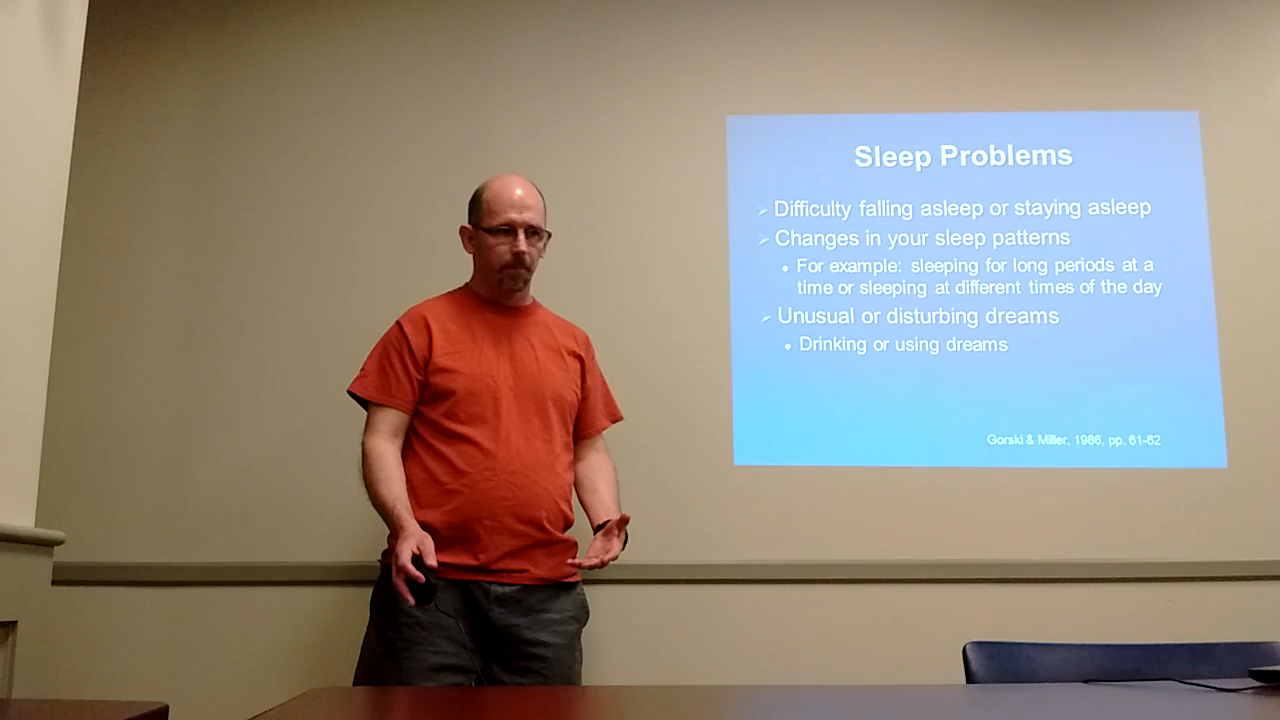 Sleep Problems
➢ Difficulty falling asleep or staying asleep
➢ Changes in your sleep patterns
• For example: sleeping for long periods at a
time or sleeping at different times of the day
➢ Unusual or disturbing dreams
• Drinking or using dreams
Gorski & Miller, 1986, pp. 61-62